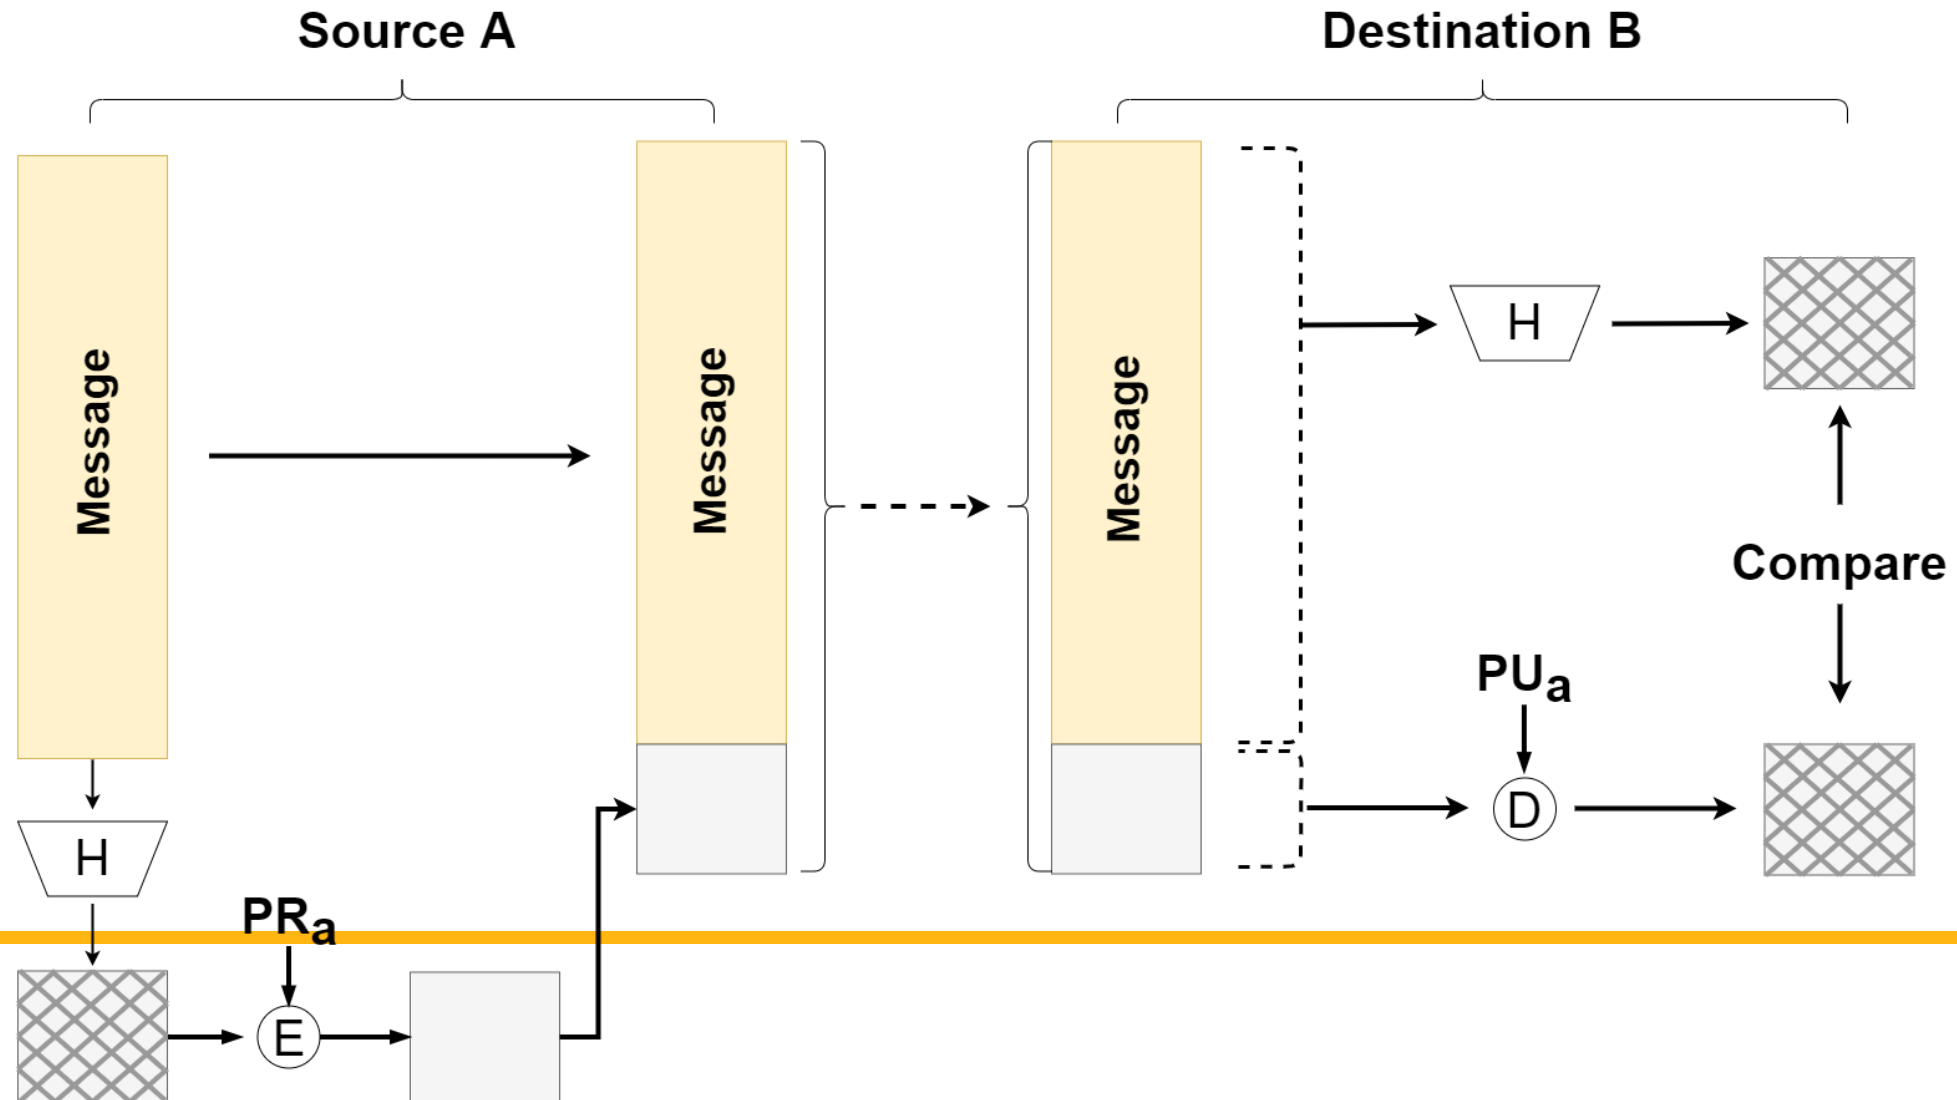 Source A
Destination B
Message
Message
Message
H
Compare
PUa
D
H
PRa
E